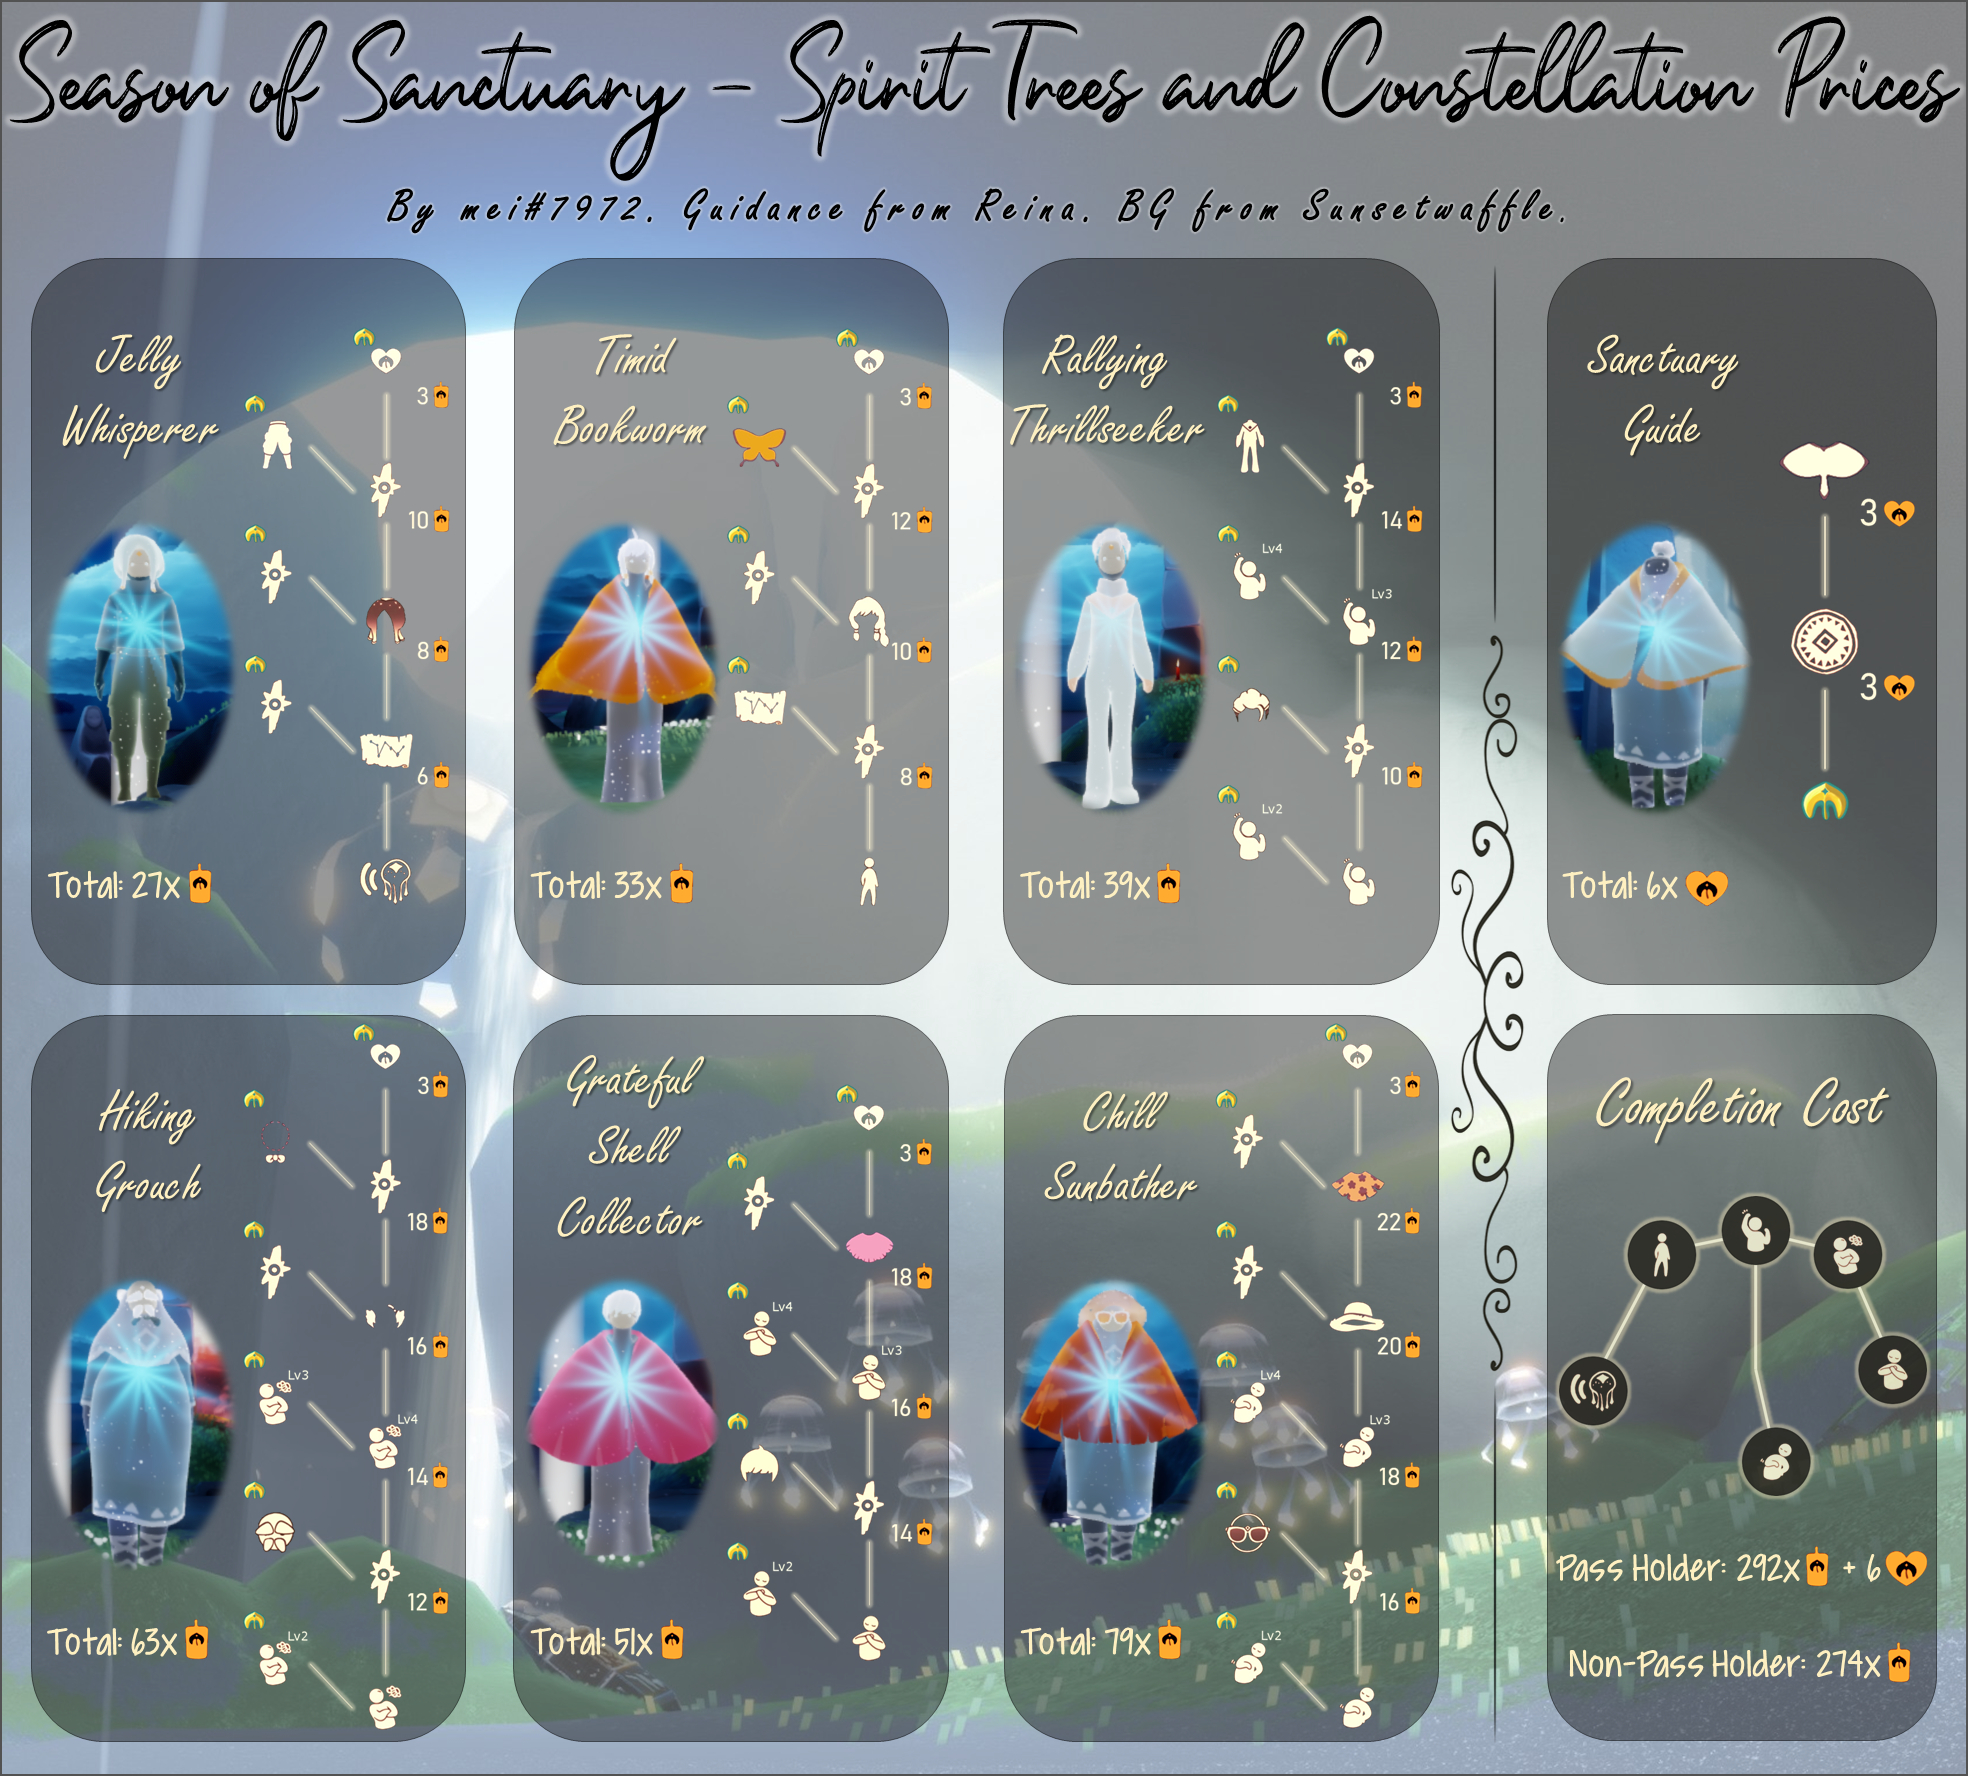 Season of Sanctuary - Spirit Trees and Constellation Prices
By mei#7972. Guidance from Reina. BG from Sunsetwaffle.
Jelly
Whisperer
3
10
8
6
Total: 27x
Timid
Bookworm
3
12
10
8
Total: 33x
Rallying
Thrillseeker
3
14
Lv4
Lv3
12
10
Lv2
Total: 39x
Sanctuary
Guide
3
3
Total: 6x
Hiking
Grouch
3
18
16
Lv3
Lv4
14
12
Lv2
Total: 63x
Grateful
Shell
Collector
3
18
Lv4
Lv3
16
14
Lv2
Total: 51x
Chill
Sunbather
3
22
20
Lv4
Lv3
18
16
Lv2
Total: 79x
Completion Cost
Pass Holder: 292x + 6
Non-Pass Holder: 274x